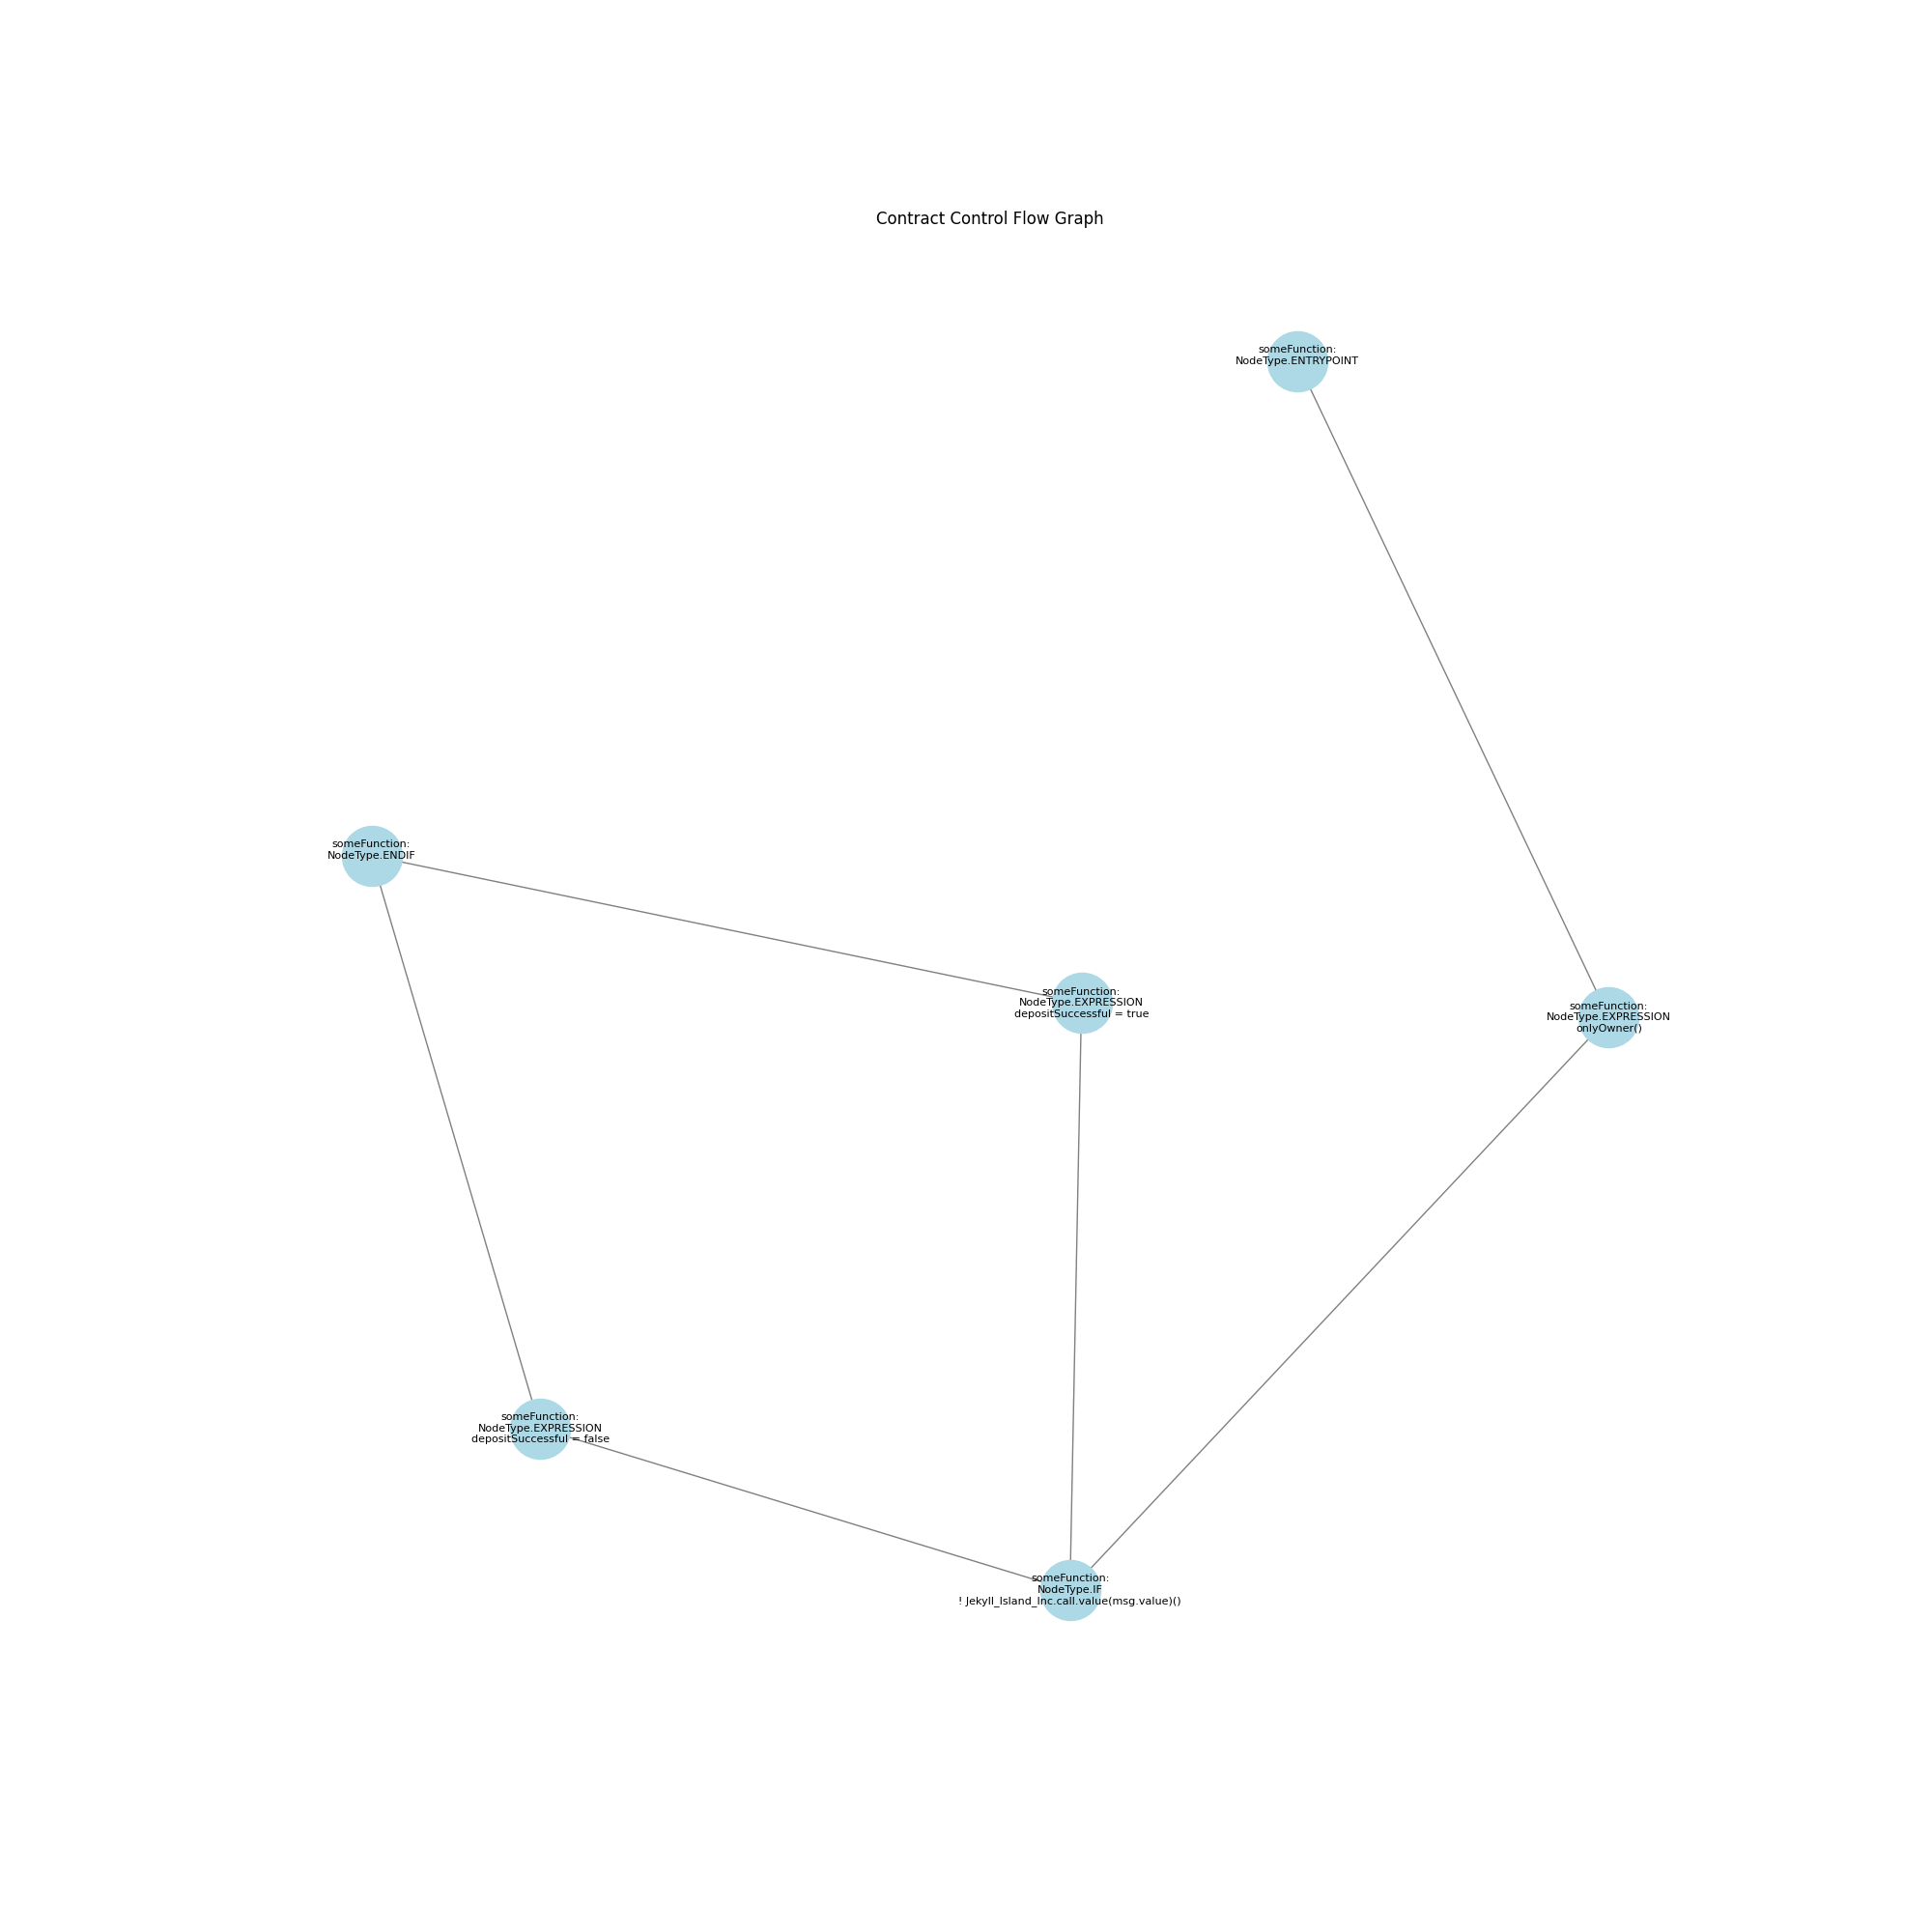 Contract Control Flow Graph
someFunction:
NodeType.ENTRYPOINT
someFunction:
NodeType.ENDIF
someFunction:
NodeType.EXPRESSION
depositSuccessful = true
someFunction:
NodeType.EXPRESSION
onlyOwner()
someFunction:
NodeType.EXPRESSION
depositSuccessful = false
someFunction:
NodeType.IF
! Jekyll_Island_Inc.call.value(msg.value)()